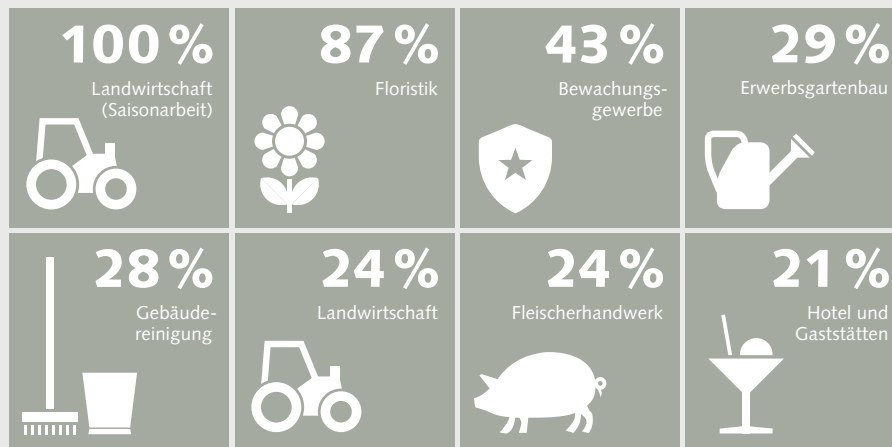 100 %
Landwirtschaft
(Saisonarbeit)
87 %
Floristik
43 %
Bewachungs-
gewerbe
29 %
Erwerbsgartenbau
28 %
Gebäude-
reinigung
24 %
Landwirtschaft
24 %
Fleischerhandwerk
21 %
Hotel und
Gaststätten